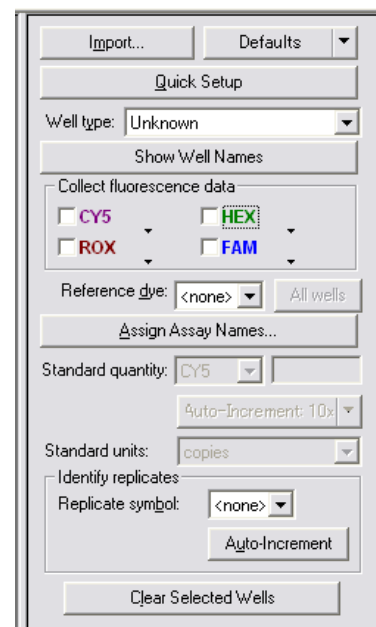 Import... Defaults
Quick Setup
Well type: Unknown
Show Well Names
Collect fluorescence data
CY5 HEX
ROX FAM
Reference dye: <none> All wells
Assign Assay Names...
Standard quantity: CY5
Auto-Increment: 10x
Standard units: copies
Identify replicates
Replicate symbol: <none>
Auto-Increment
Clear Selected Wells